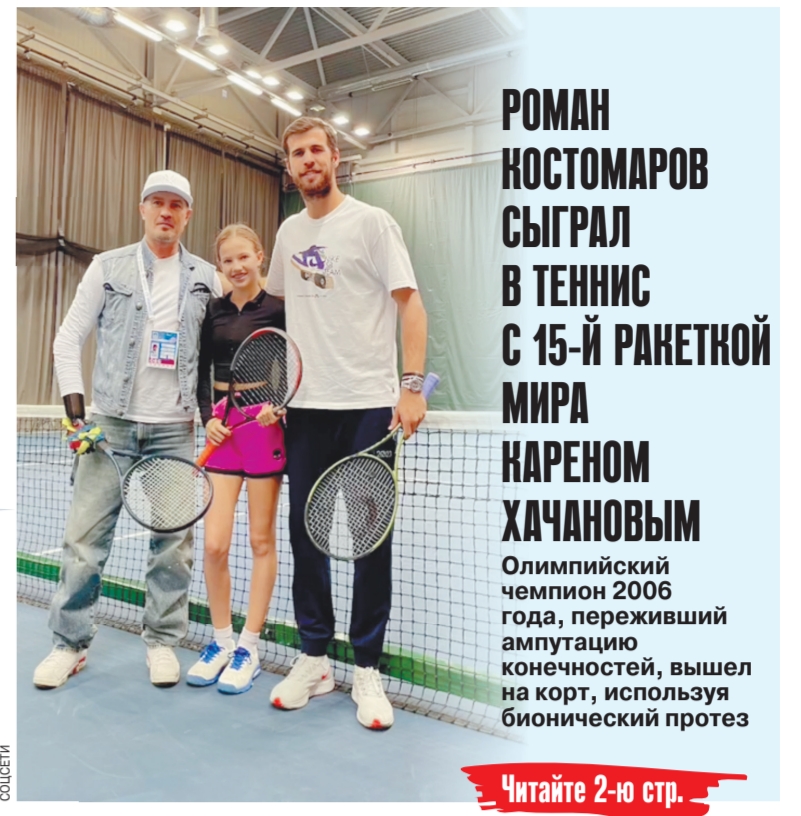 РОМАН
КОСТОМАРОВ
СЫГРАЛ
В ТЕННИС
С 15-Й РАКЕТКОЙ
МИРА
КАРЕНОМ
ХАЧАНОВЫМ
Олимпийский
чемпион 2006
года, переживший
ампутацию
конечностей, вышел
на корт, используя
бионический протез
Читайте 2-ю стр.
СОЦСЕТИ